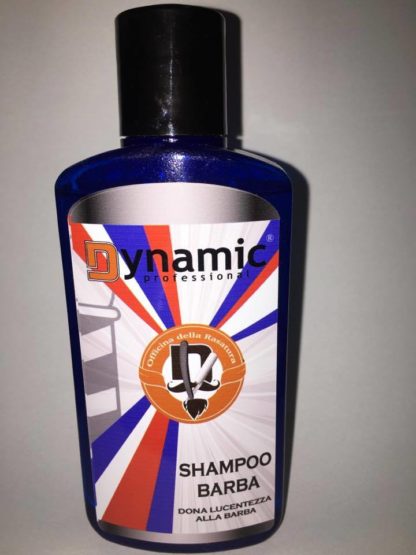 Dynamic®
professional
Officina della Rasatura
SHAMPOO
BARBA
DONA LUCENTEZZA
ALLA BARBA